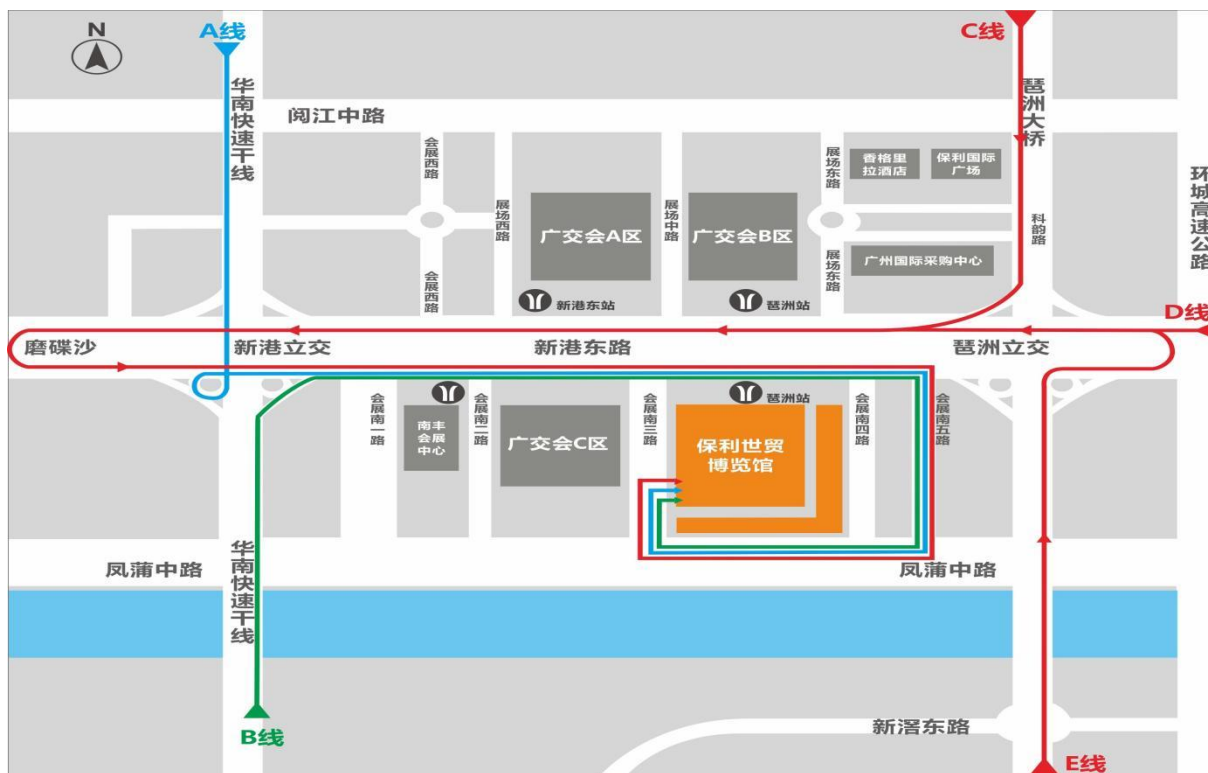 N
A线
C线
华南快速干线
阅江中路
琶洲大桥
会展西路
展场东路
香格里
拉酒店
保利国际
广场
环城高速公路
展场西路
广交会A区
展场中路
广交会B区
科韵路
会展西路
展场东路
广州国际采购中心
新港东站
琶洲站
D线
磨碟沙
新港立交
新港东路
琶洲立交
会展南一路
南丰
会展
中心
会展南二路
广交会C区
会展南三路
琶洲站
保利世贸
博览馆
会展南四路
会展南五路
凤蒲中路
华南快速干线
凤蒲中路
B线
新滘东路
E线